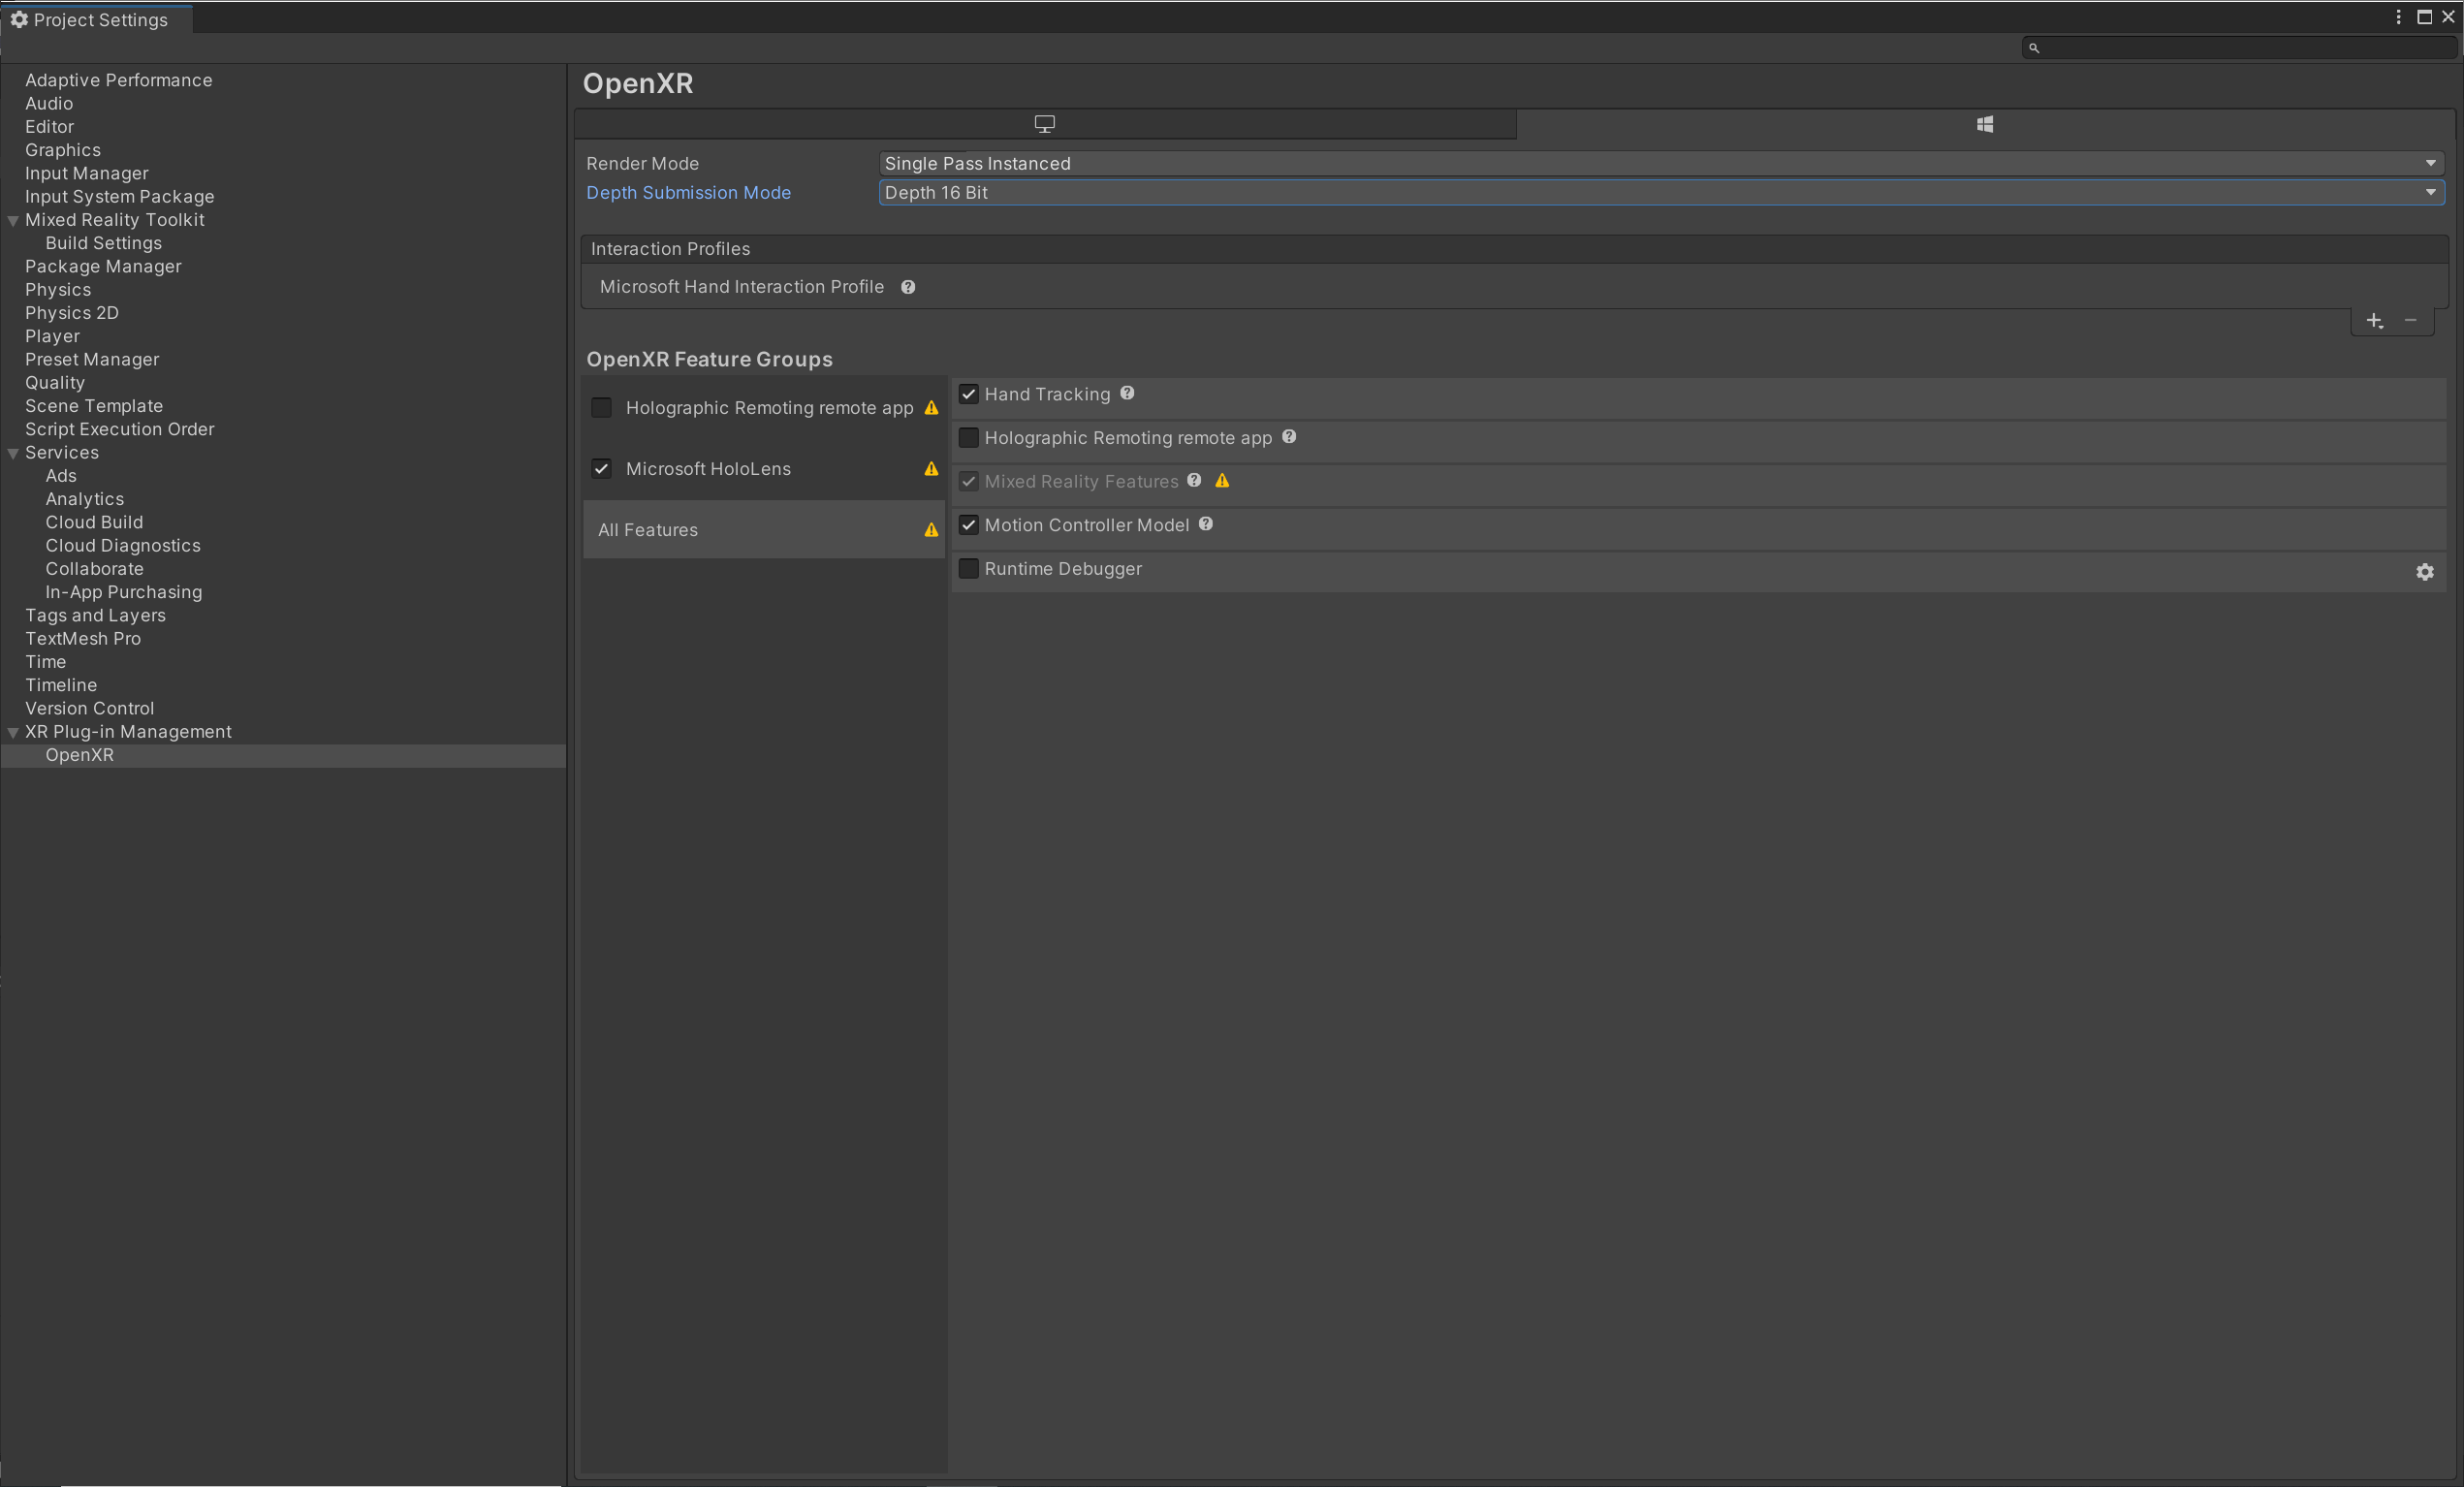 Project Settings
Adaptive Performance
Audio
Editor
Graphics
Input Manager
Input System Package
Mixed Reality Toolkit
Build Settings
Package Manager
Physics
Physics 2D
Player
Preset Manager
Quality
Scene Template
Script Execution Order
Services
Ads
Analytics
Cloud Build
Cloud Diagnostics
Collaborate
In-App Purchasing
Tags and Layers
TextMesh Pro
Time
Timeline
Version Control
XR Plug-in Management
OpenXR
OpenXR
Render Mode Single Pass Instanced
Depth Submission Mode Depth 16 Bit
Interaction Profiles
Microsoft Hand Interaction Profile
OpenXR Feature Groups
Holographic Remoting remote app
Microsoft HoloLens
All Features
Hand Tracking
Holographic Remoting remote app
Mixed Reality Features
Motion Controller Model
Runtime Debugger